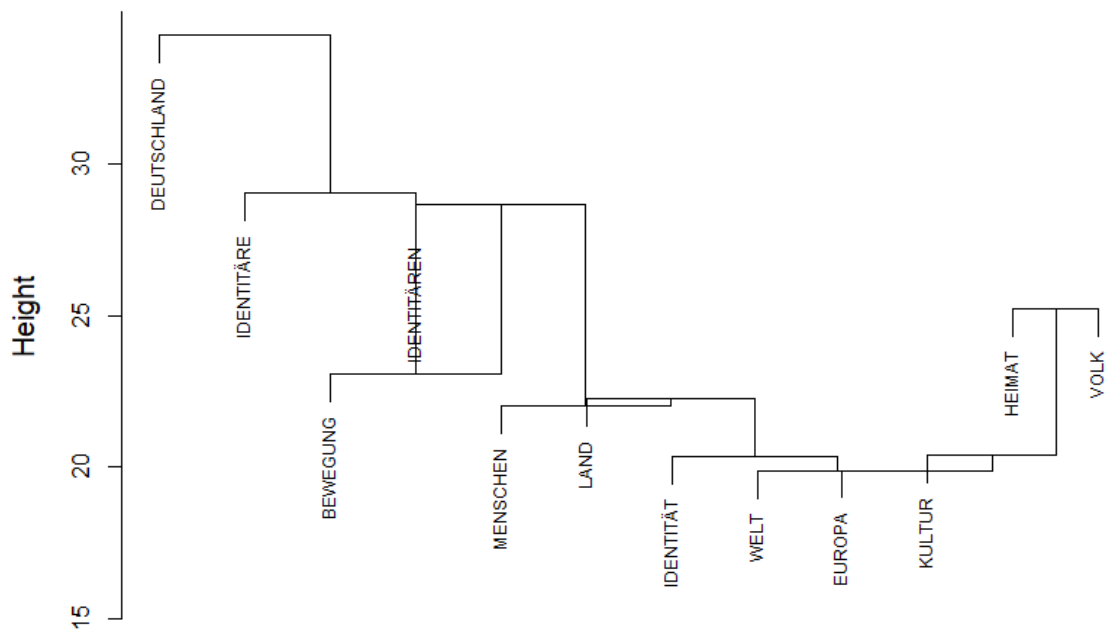 Height
30
25
20
15
DEUTSCHLAND
IDENTITÄRE
BEWEGUNG
IDENTITÄREN
MENSCHEN
LAND
IDENTITÄT
WELT
EUROPA
KULTUR
HEIMAT
VOLK